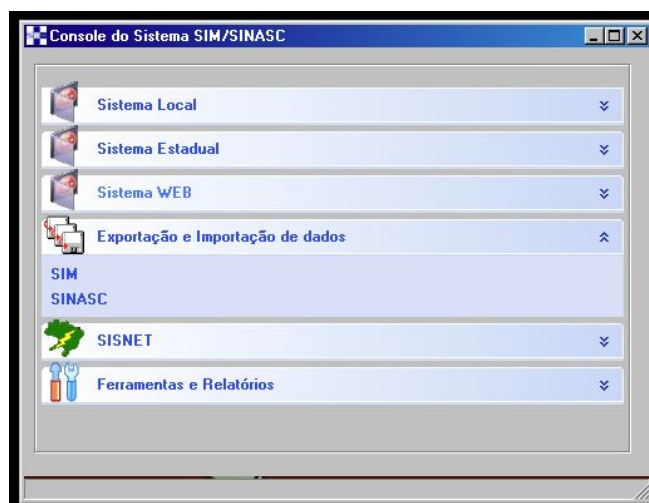 Console do Sistema SIM/SINASC
Sistema Local
Sistema Estadual
Sistema WEB
Exportação e Importação de dados
SIM
SINASC
SISNET
Ferramentas e Relatórios